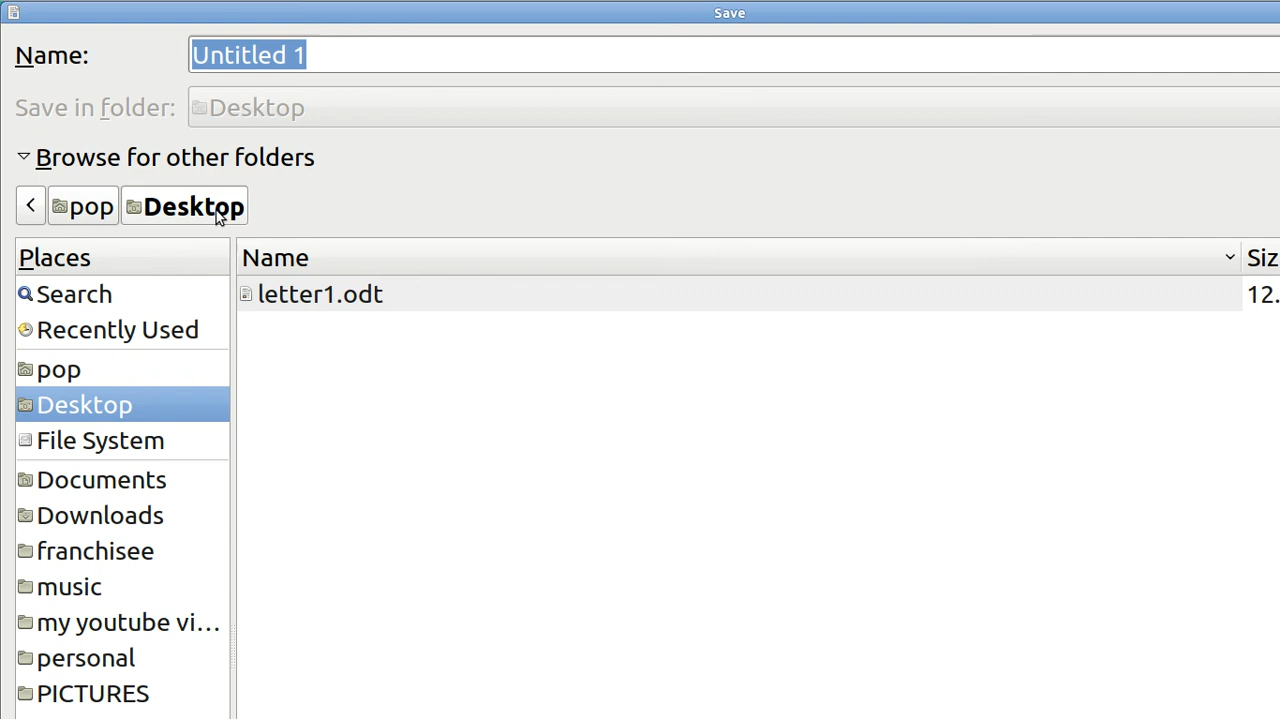 Save
Name: Untitled 1
Save in folder: Desktop
Browse for other folders
pop Desktop
Places Name Siz
Search letter1.odt 12.
Recently Used
pop
Desktop
File System
Documents
Downloads
franchisee
music
my youtube vi...
personal
PICTURES